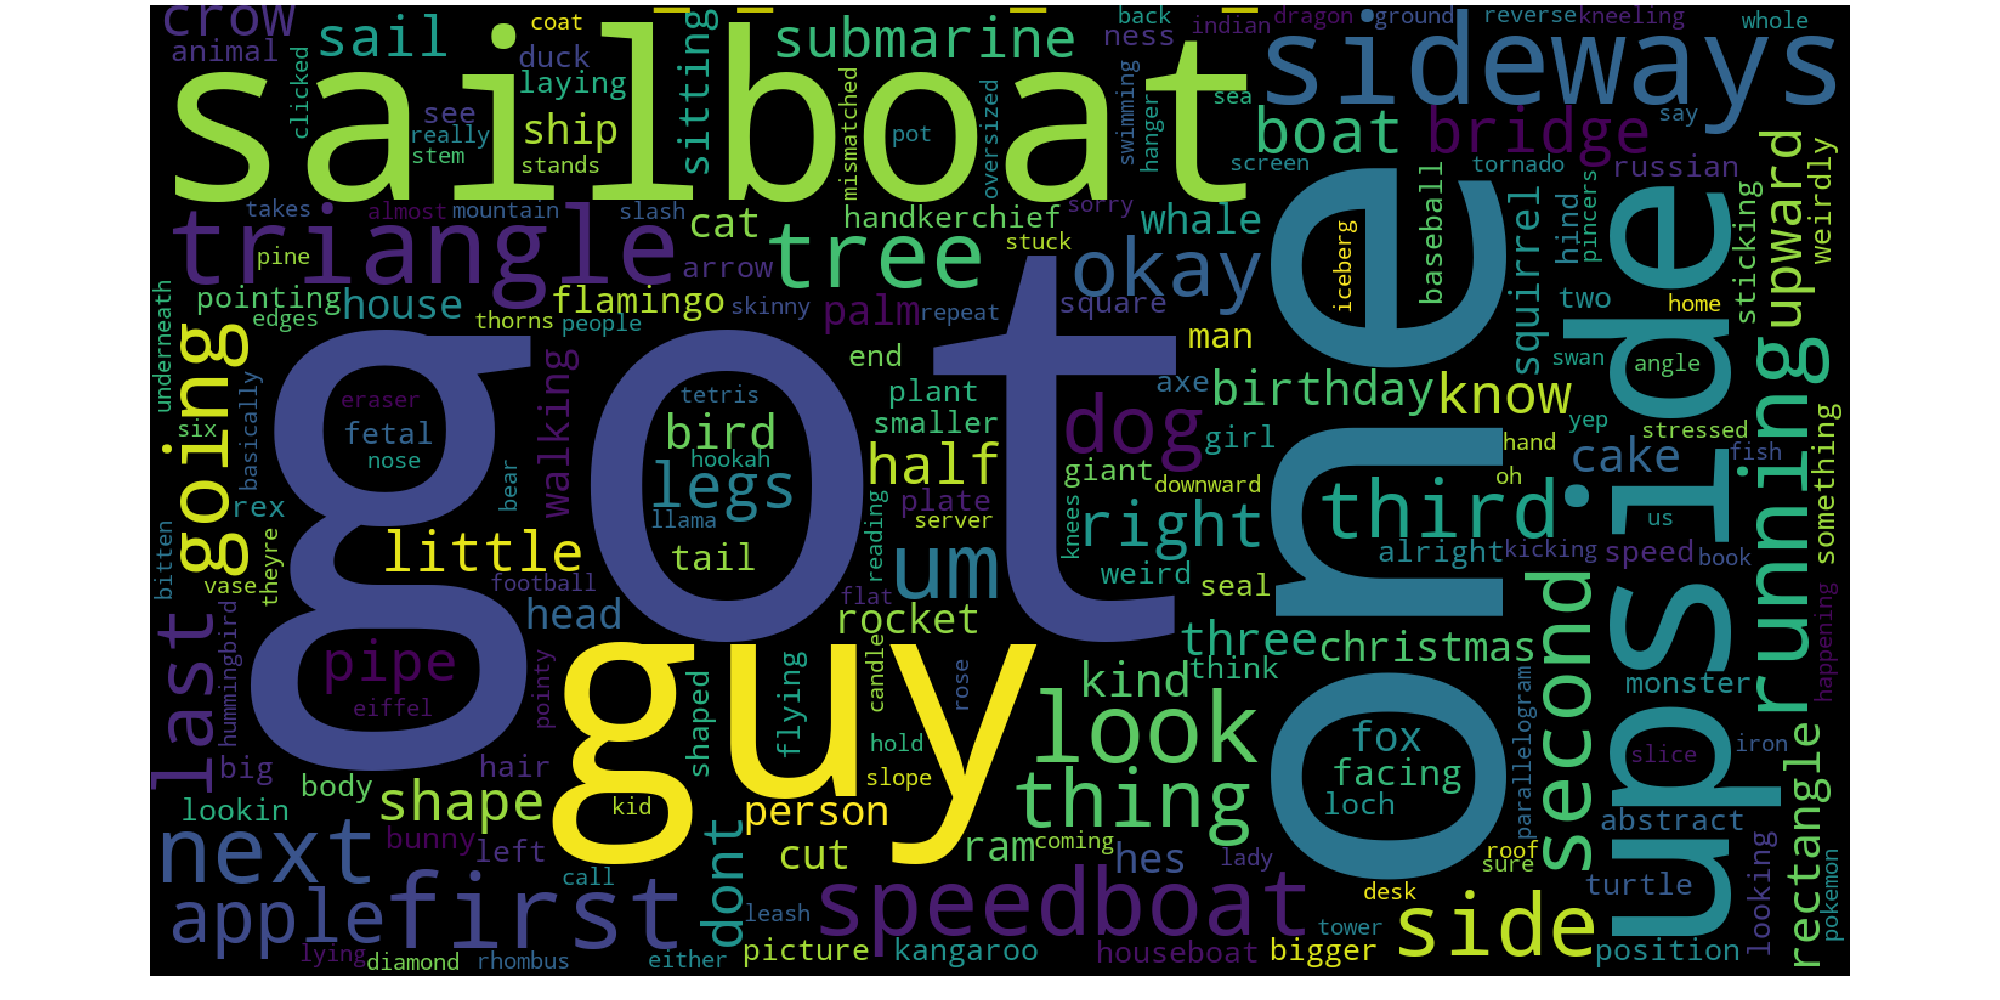 crow
animal
clicked
sail
coat
duck
laying
sitting
submarine
back
ness
indian
dragon
ground
reverse
kneeling
whole
sailboat
see
really
stem
ship
stands
mismatched
pot
oversized
swimming
hanger
sea
boat
screen
sideways
bridge
say
tornado
russian
takes
almost
mountain
slash
cat
handkerchief
sorry
whale
baseball
squirrel
hind
pincers
sticking
upward
weirdly
triangle
pine
arrow
tree
stuck
okay
iceberg
two
home
underneath
pointing
edges
house
thorns
flamingo
people
skinny
palm
repeat
square
man
swan
angle
going
basically
six
eraser
fetal
nose
walking
tetris
bird
hookah
legs
llama
end
plant
smaller
dog
axe
birthday
girl
know
yep
stressed
something
hand
cake
fish
got
one
upside
running
bear
half
giant
downward
oh
third
us
rex
bitten
vase
theyre
little
football
tail
reading
plate
server
um
knees
right
weird
seal
alright
kicking
speed
book
flat
last
hummingbird
pipe
eiffel
head
pointy
guy
shaped
flying
candle
rocket
rose
three
think
christmas
second
monster
happening
kind
look
parallelogram
fox
facing
loch
slice
iron
rectangle
big
hair
body
lookin
shape
kid
person
hold
slope
thing
bunny
left
cut
ram
coming
hes
lady
roof
sure
abstract
looking
pokemon
next
call
dont
speedboat
desk
turtle
apple
first
leash
tower
side
position
lying
diamond
rhombus
either
picture
kangaroo
houseboat
bigger